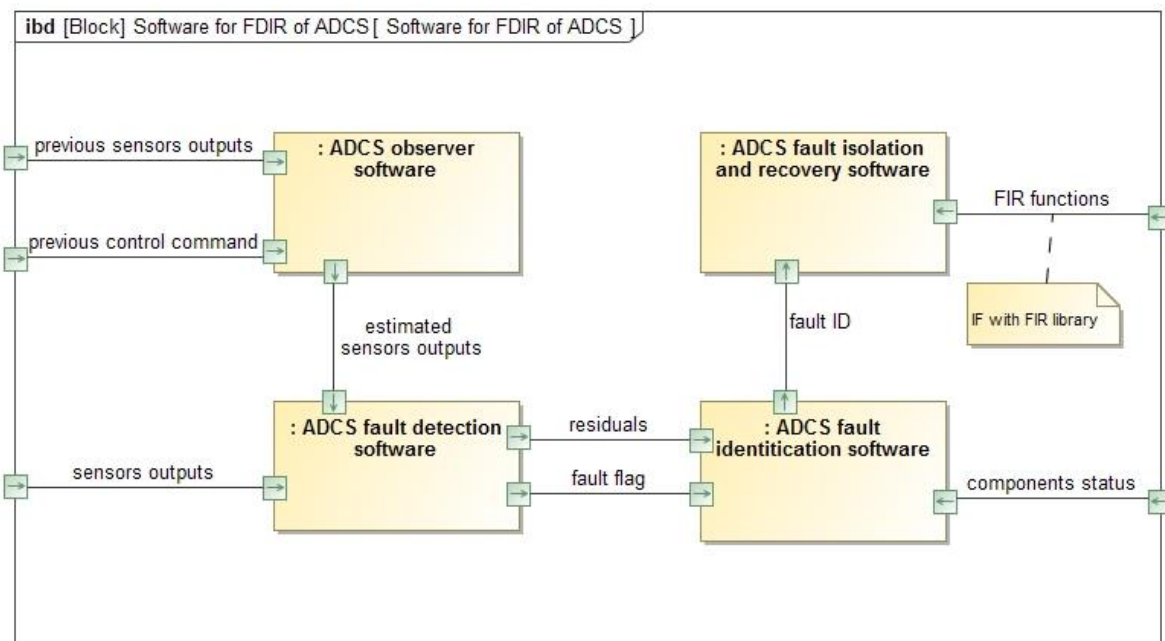 ibd [Block] Software for FDIR of ADCS[ Software for FDIR of ADCS ]
previous sensors outputs
: ADCS observer
software
previous control command
: ADCS fault isolation
and recovery software
FIR functions
IF with FIR library
estimated
sensors outputs
fault ID
: ADCS fault detection
software
residuals
fault flag
: ADCS fault
identitication software
sensors outputs
components status